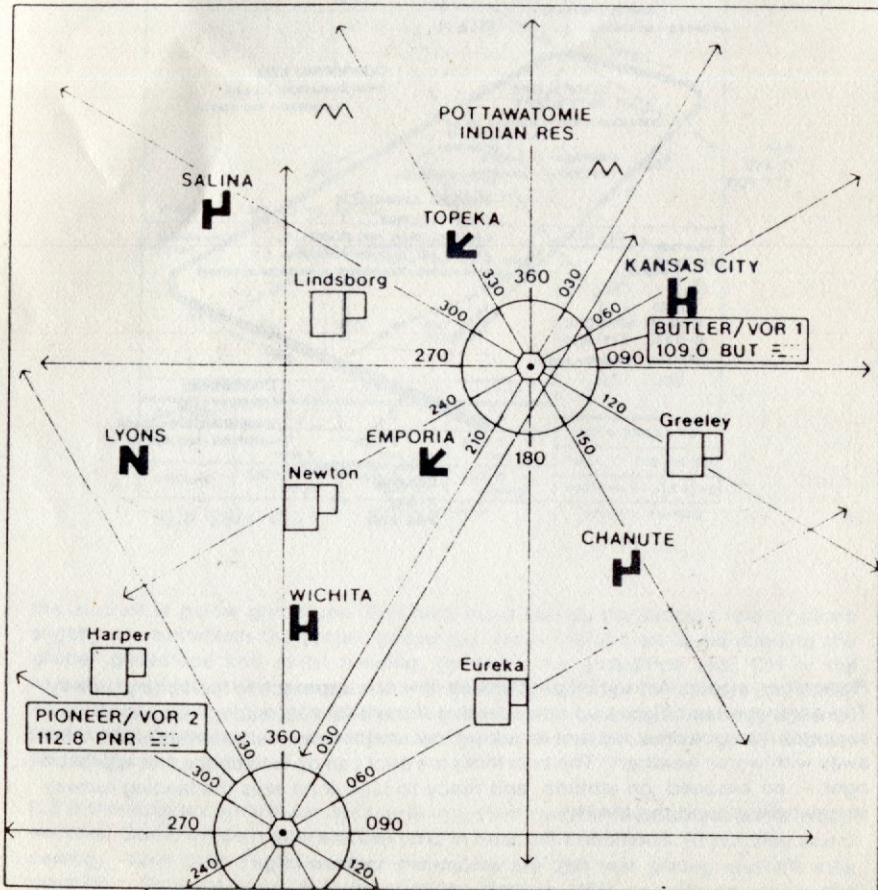 POTTAWATOMIE
INDIAN RES.
SALINA
TOPEKA
KANSAS CITY
Lindsborg
330
360
030
300
060
BUTLER/VOR 1
109.0 BUT
270
090
240
120
210
150
180
Greeley
LYONS
EMPORIA
Newton
CHANUTE
WICHITA
Harper
Eureka
PIONEER/VOR 2
112.8 PNR
330
360
030
300
060
270
090
240
120